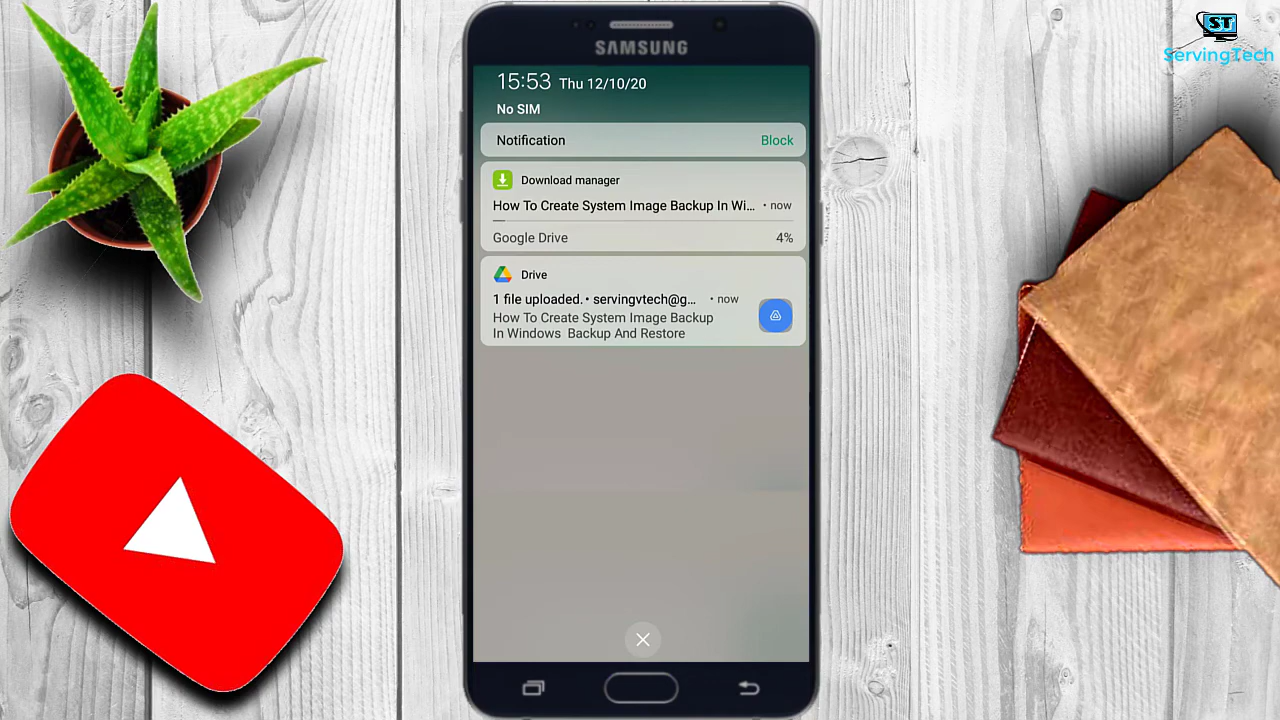 ST
ServingTech
SAMSUNG
15:53 Thu 12/10/20
No SIM
Notification Block
Download manager
How To Create System Image Backup In Wi... • now
Google Drive 4%
Drive
1 file uploaded. • servingvtech@g... • now
How To Create System Image Backup
In Windows Backup And Restore